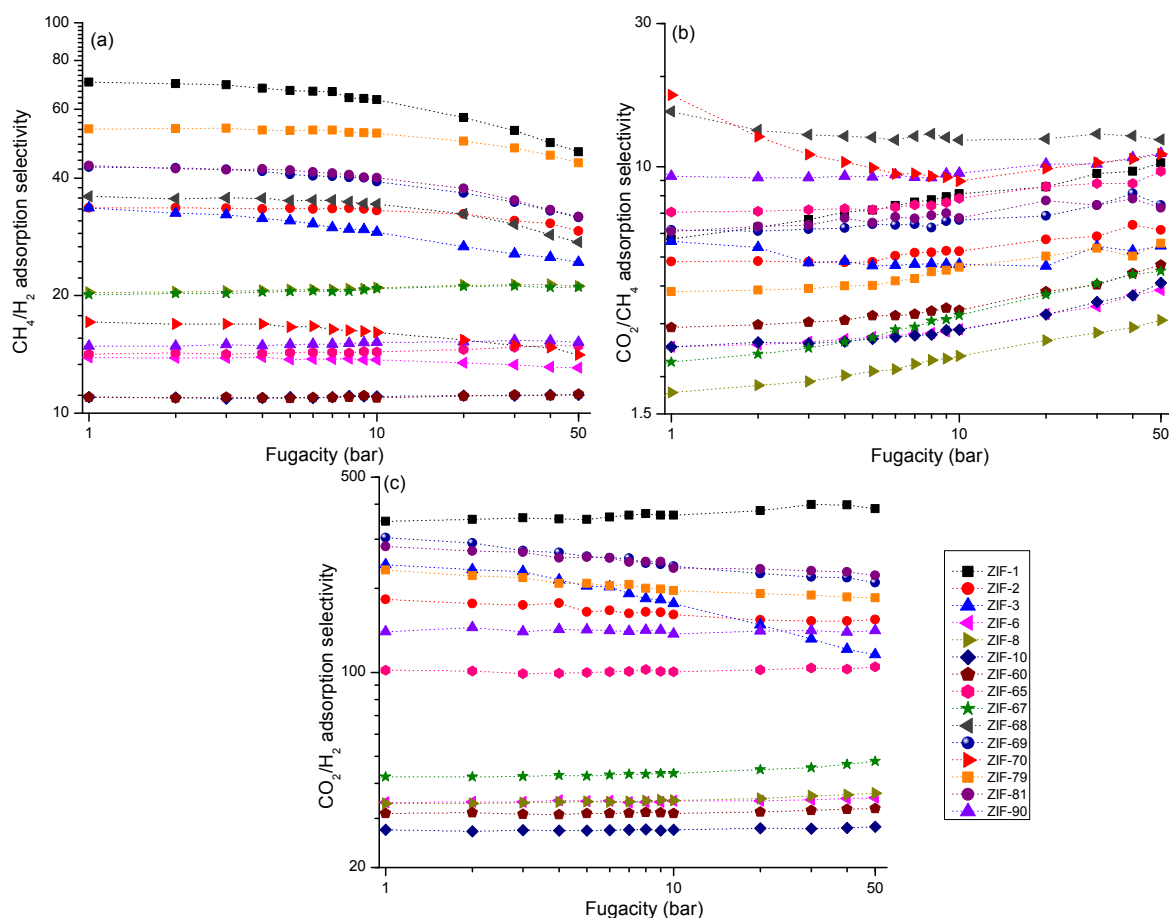 (a)
100
80
60
40
20
10
CH₄/H₂ adsorption selectivity
1
10
50
Fugacity (bar)
(b)
30
10
1.5
CO₂/CH₄ adsorption selectivity
1
10
50
Fugacity (bar)
(c)
500
100
20
CO₂/H₂ adsorption selectivity
1
10
50
Fugacity (bar)
ZIF-1
ZIF-2
ZIF-3
ZIF-6
ZIF-8
ZIF-10
ZIF-60
ZIF-65
ZIF-67
ZIF-68
ZIF-69
ZIF-70
ZIF-79
ZIF-81
ZIF-90